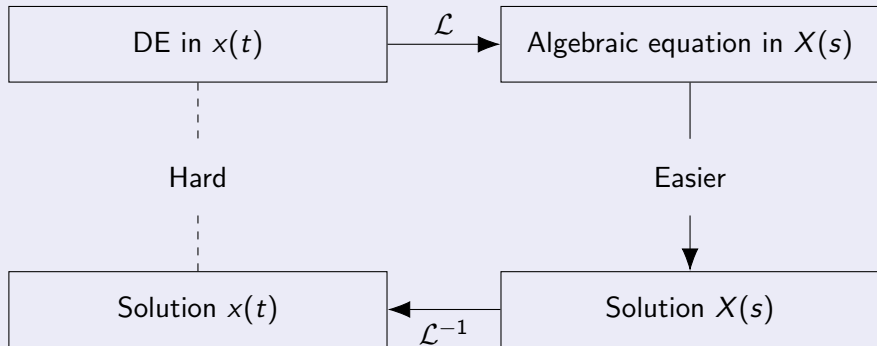 DE in x(t)
ℒ
Algebraic equation in X(s)
Hard
Easier
Solution x(t)
ℒ⁻¹
Solution X(s)